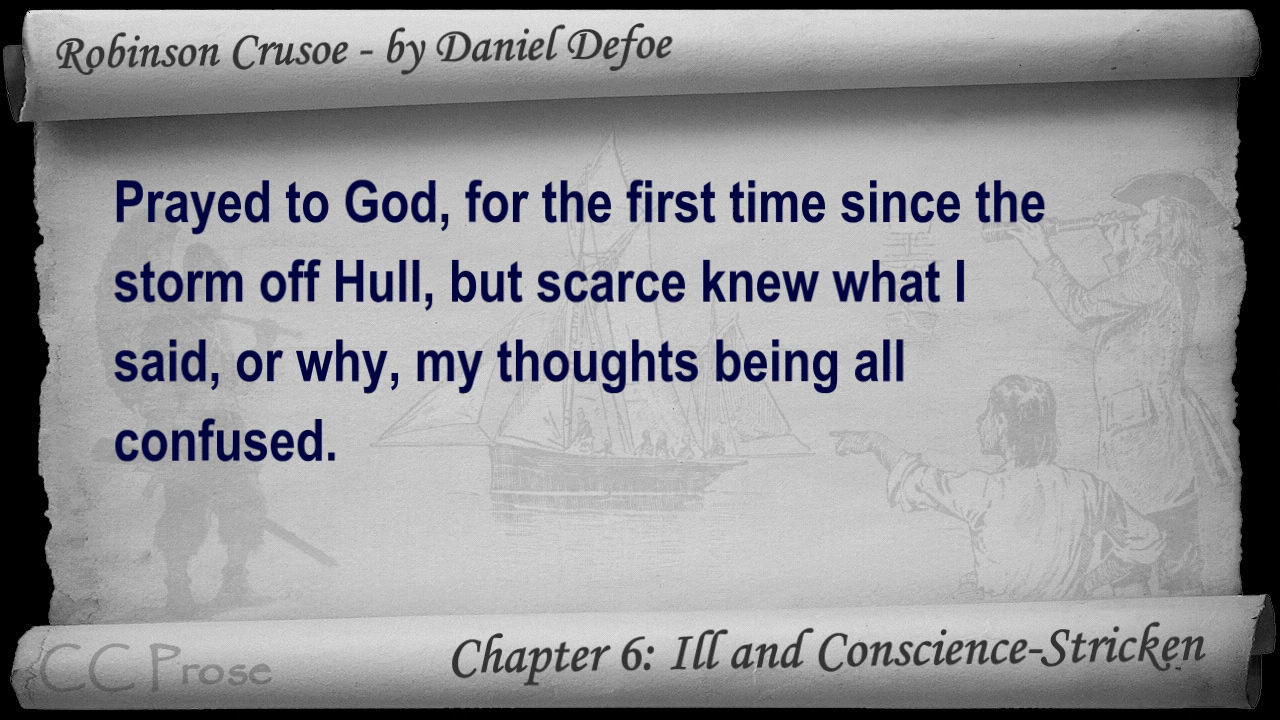 Robinson Crusoe - by Daniel Defoe
Prayed to God, for the first time since the
storm off Hull, but scarce knew what I
said, or why, my thoughts being all
confused.
CC Prose
Chapter 6: Ill and Conscience-Stricken